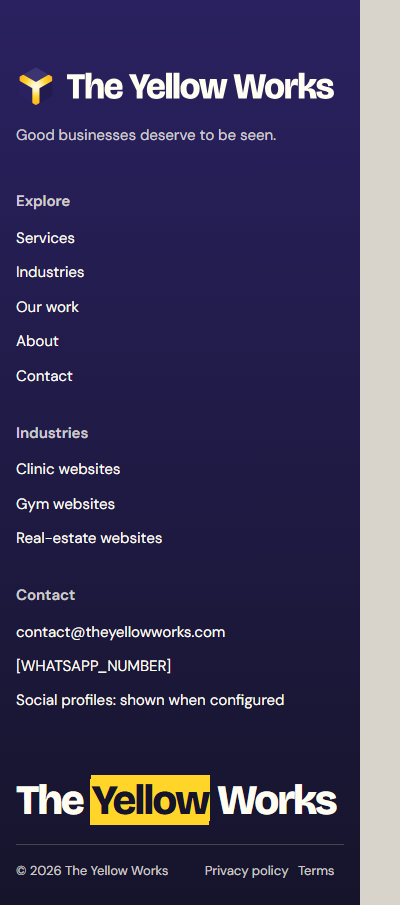 The Yellow Works
Good businesses deserve to be seen.
Explore
Services
Industries
Our work
About
Contact
Industries
Clinic websites
Gym websites
Real-estate websites
Contact
contact@theyellowworks.com
[WHATSAPP_NUMBER]
Social profiles: shown when configured
The Yellow Works
© 2026 The Yellow Works Privacy policy Terms